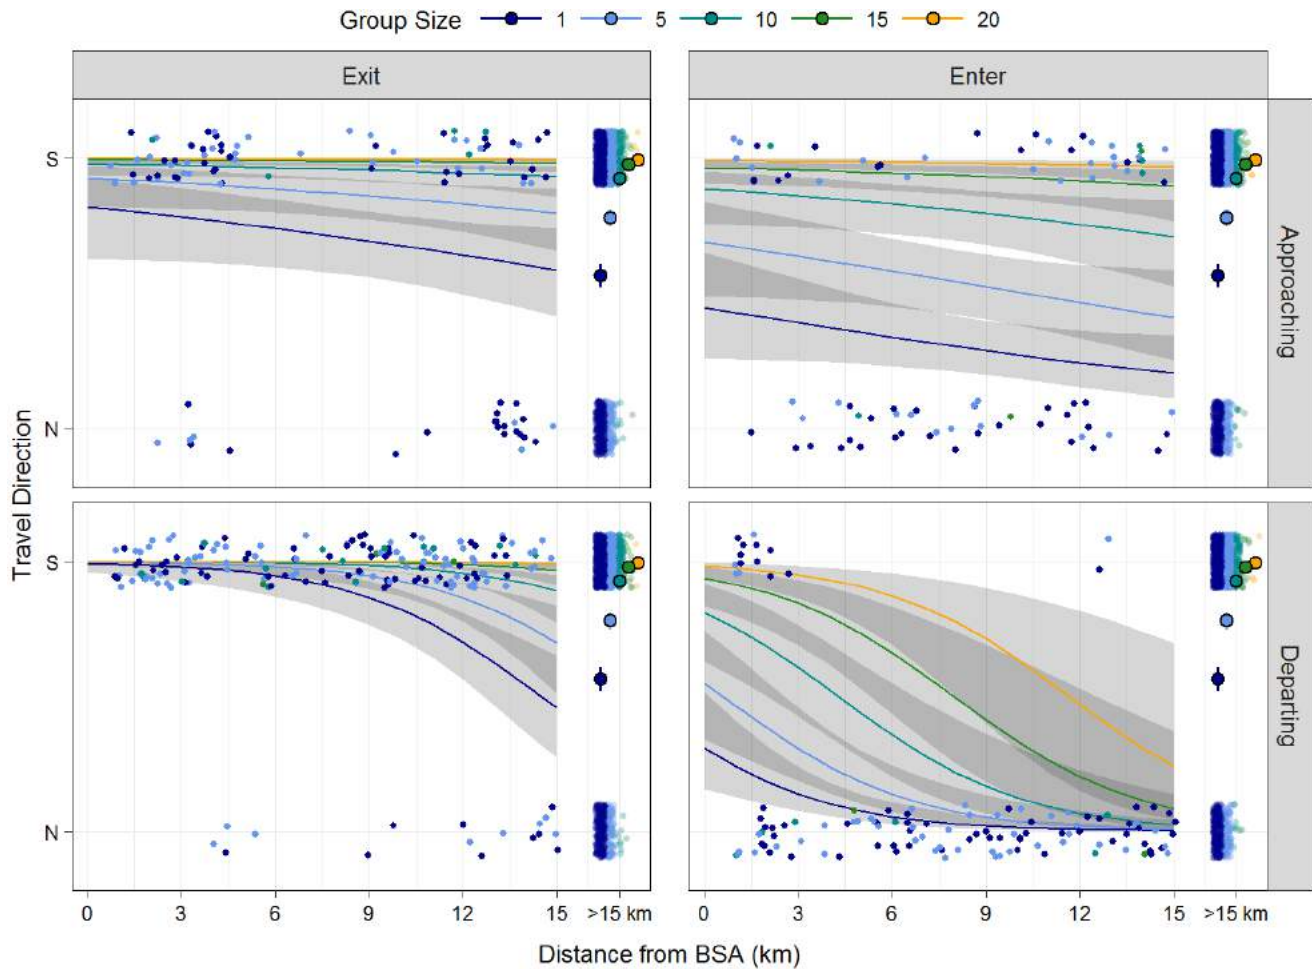 Group Size 1 5 10 15 20
Exit Enter
S
N
Approaching
S
N
Departing
Travel Direction
0 3 6 9 12 15 >15 km 0 3 6 9 12 15 >15 km
Distance from BSA (km)